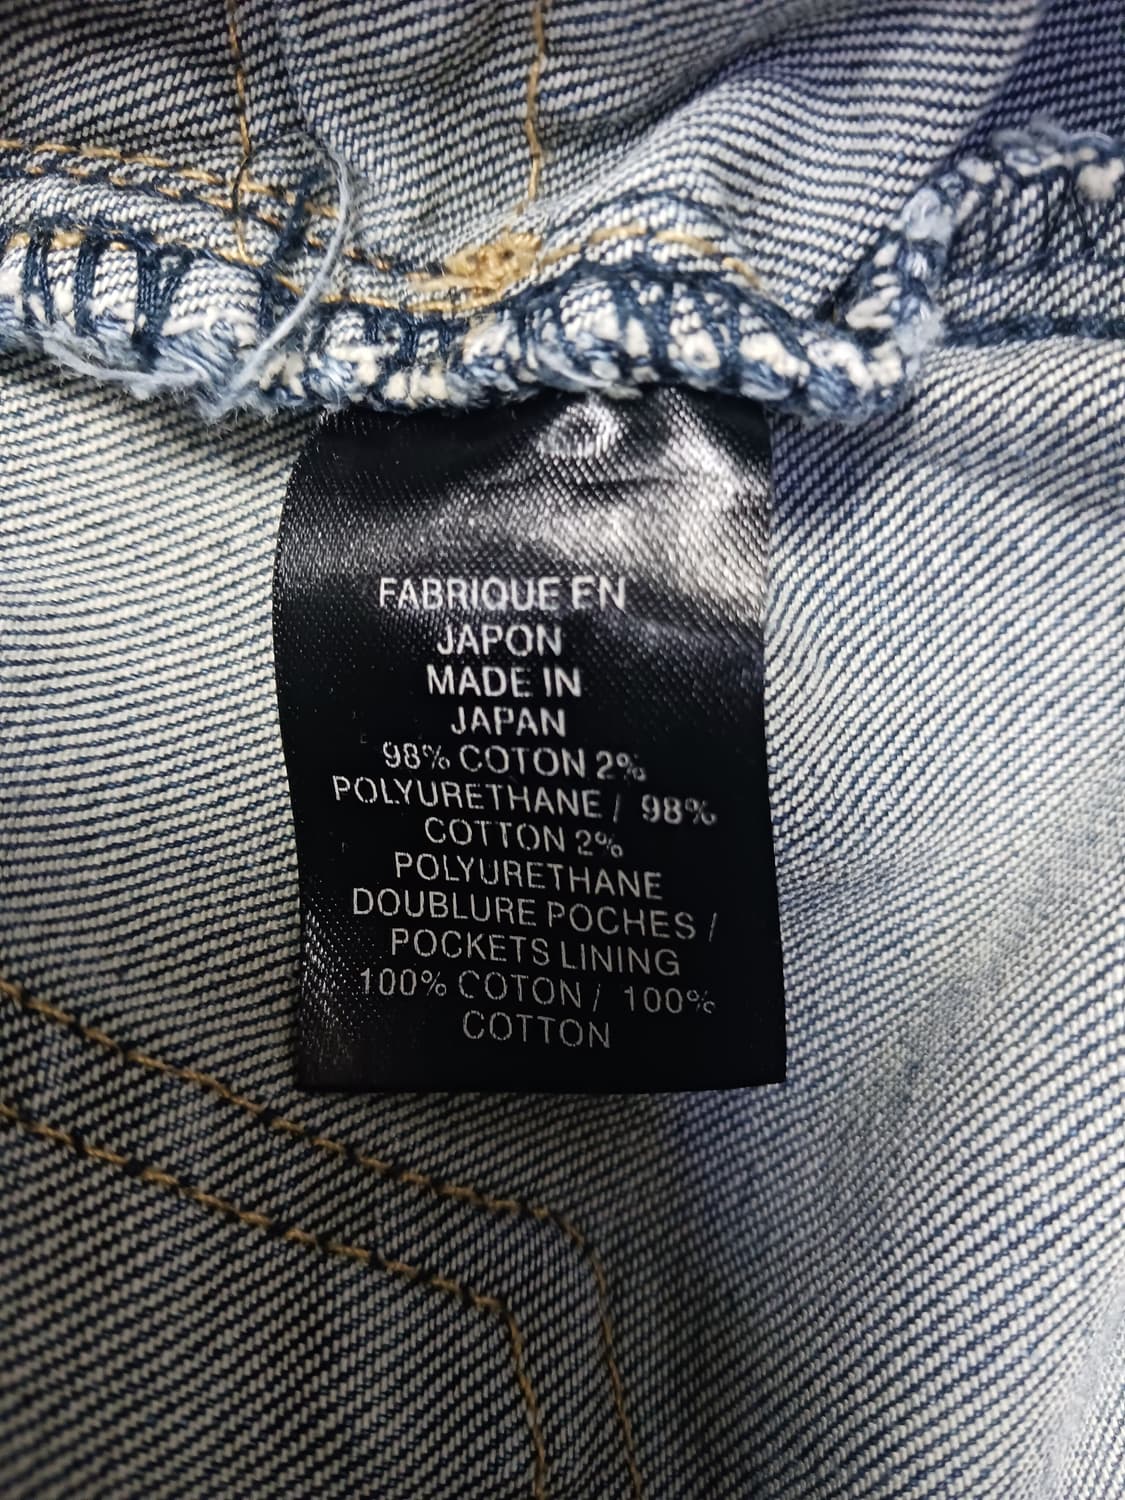 FABRIQUE EN
JAPON
MADE IN
JAPAN
98% COTON 2%
POLYURETHANE / 98%
COTTON 2%
POLYURETHANE
DOUBLURE POCHES /
POCKETS LINING
100% COTON / 100%
COTTON